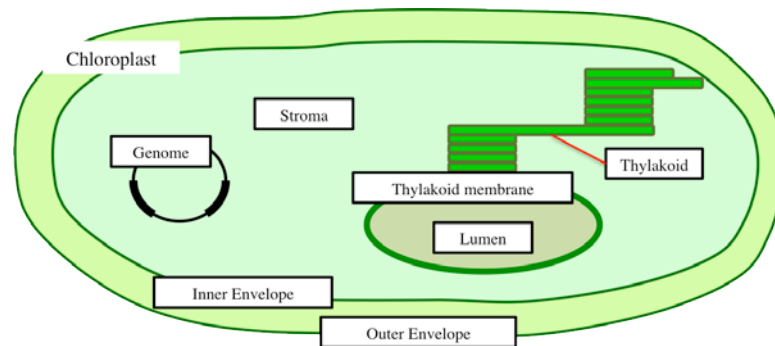 Chloroplast
Stroma
Genome
Thylakoid
Thylakoid membrane
Lumen
Inner Envelope
Outer Envelope